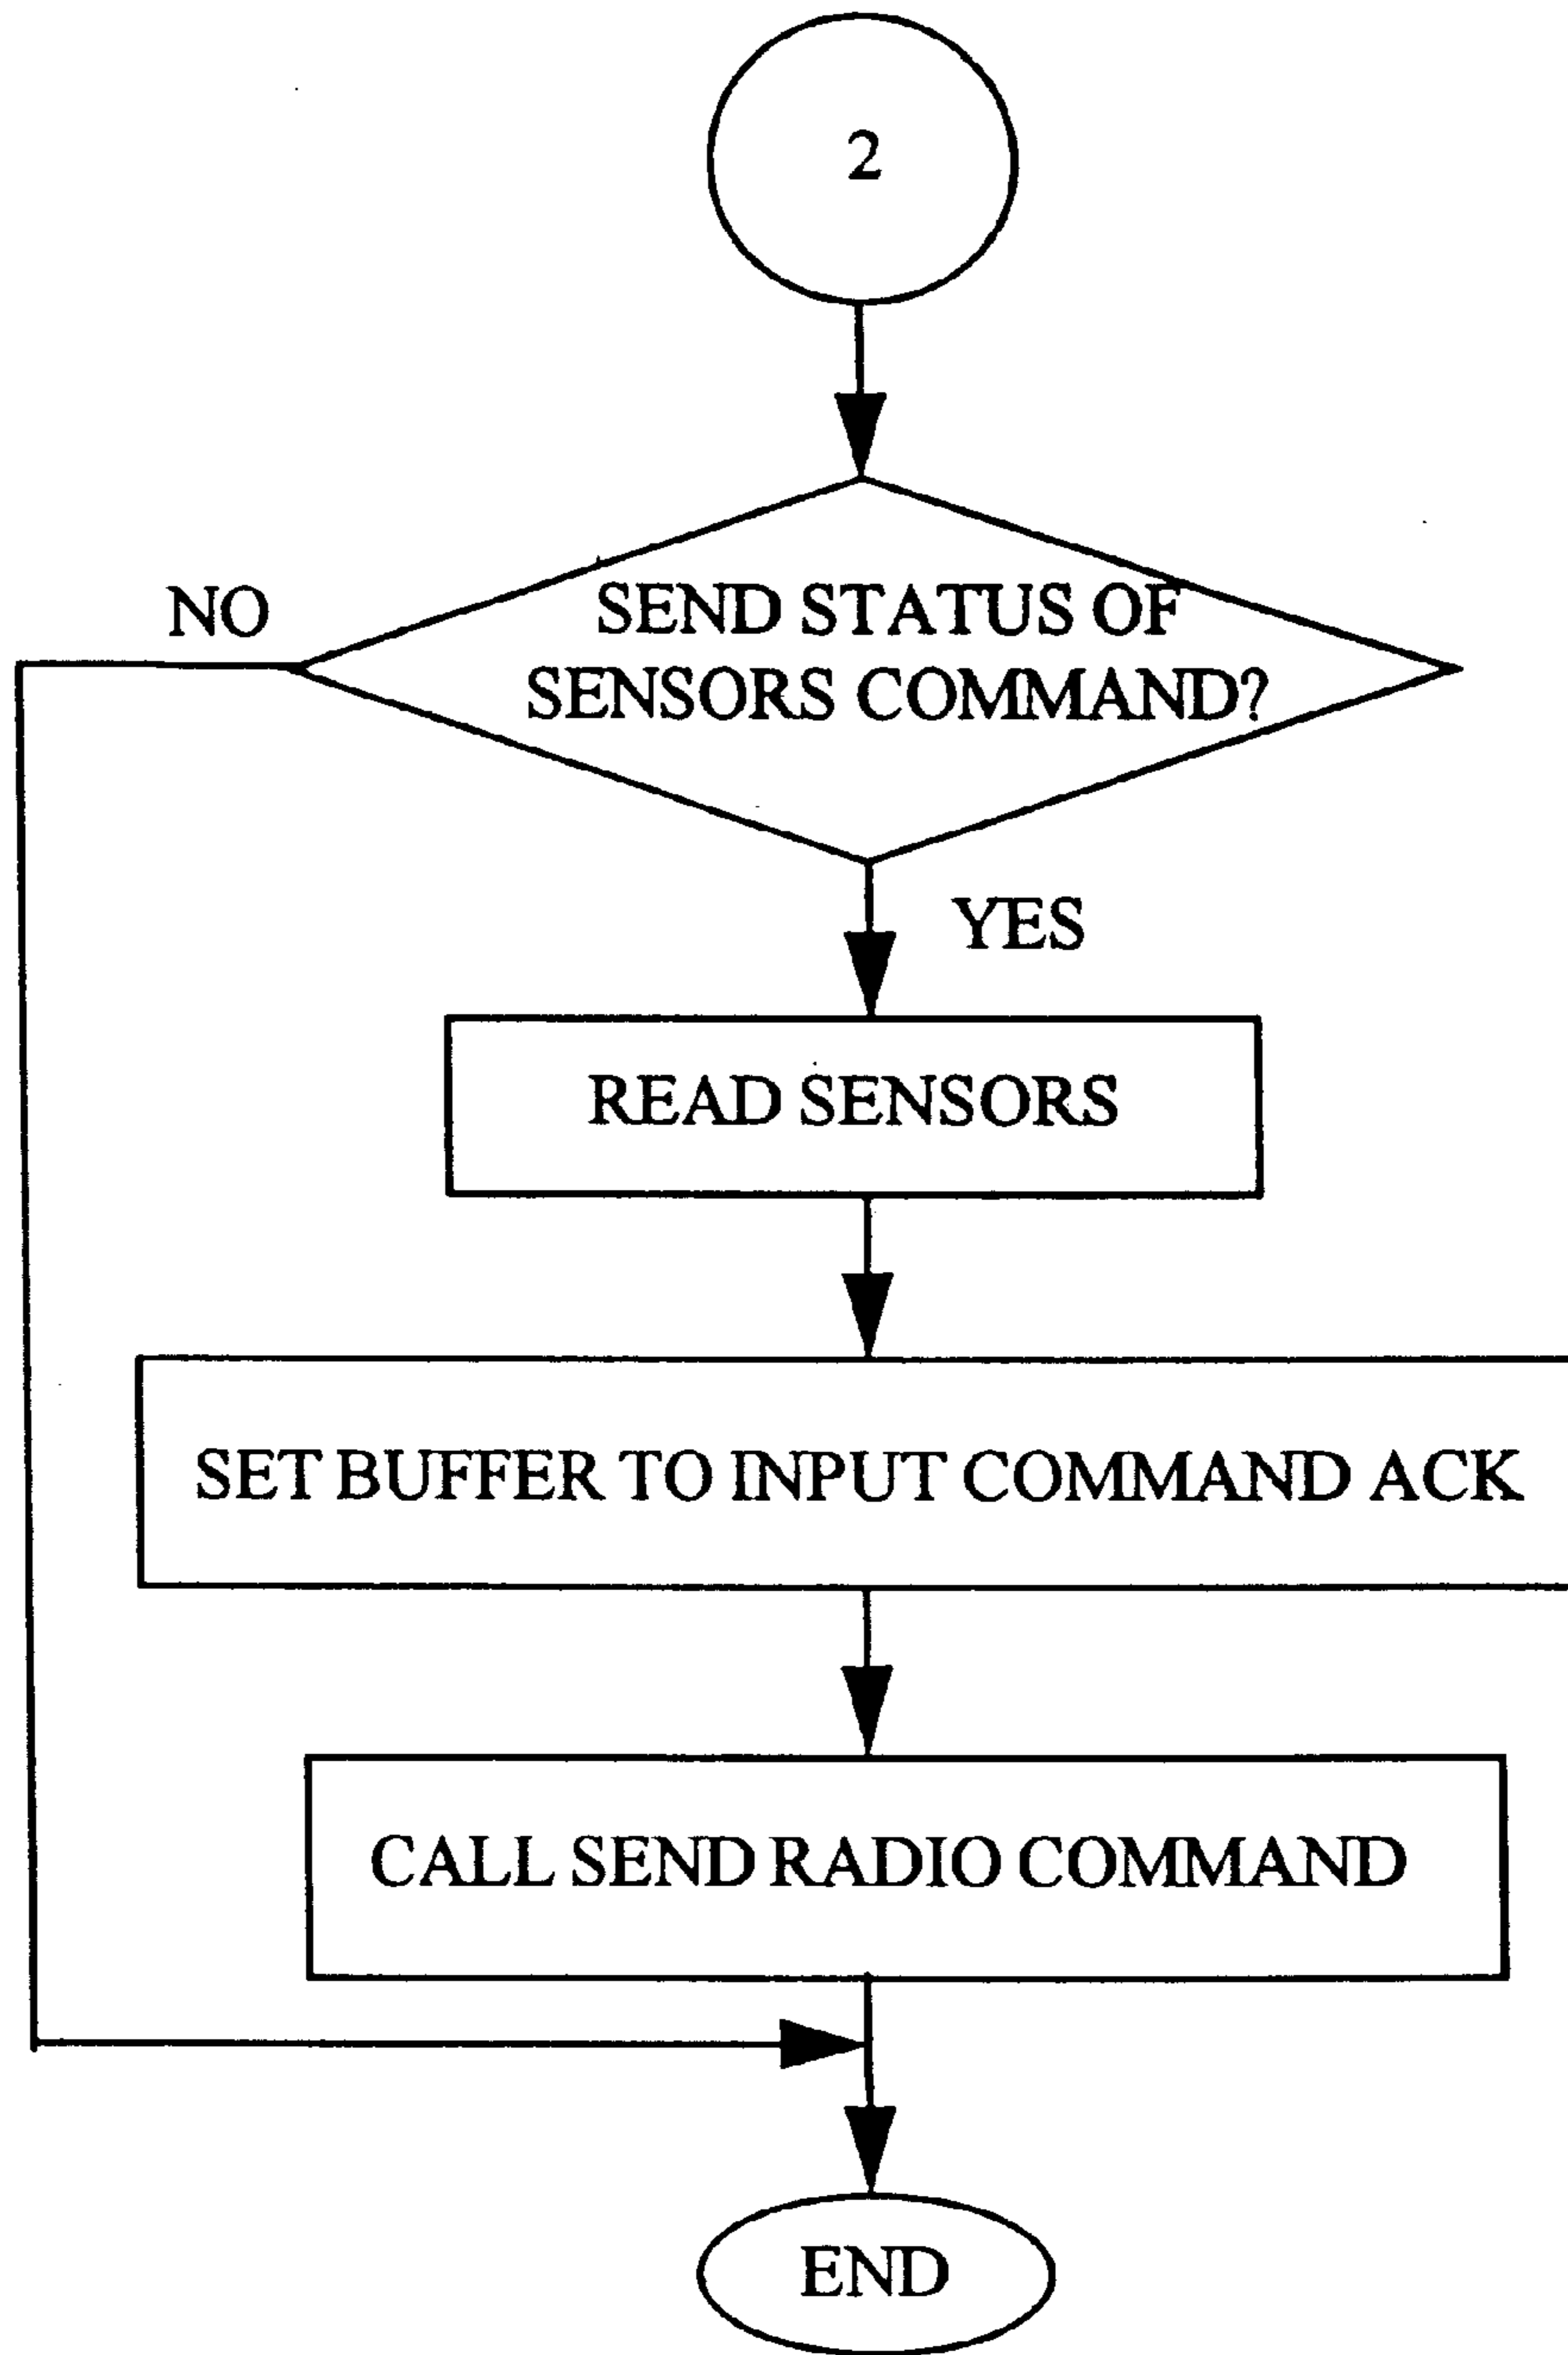 2
SEND STATUS OF
SENSORS COMMAND?
NO
YES
READ SENSORS
SET BUFFER TO INPUT COMMAND ACK
CALL SEND RADIO COMMAND
END